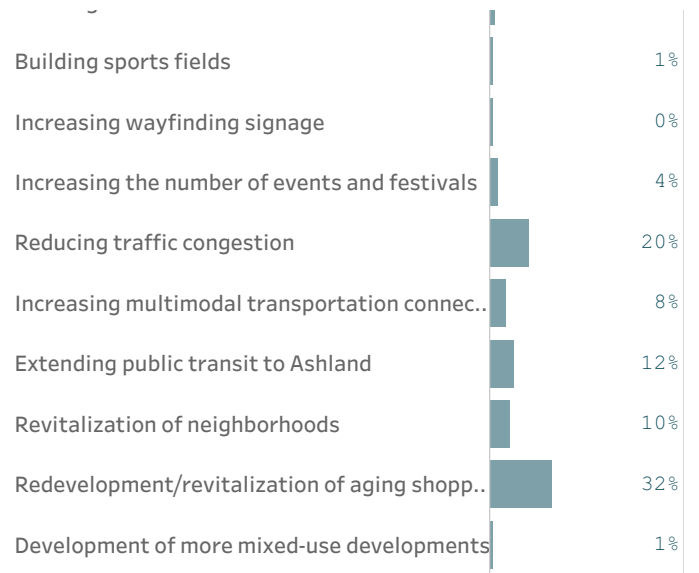 Building sports fields 1%
Increasing wayfinding signage 0%
Increasing the number of events and festivals 4%
Reducing traffic congestion 20%
Increasing multimodal transportation connec.. 8%
Extending public transit to Ashland 12%
Revitalization of neighborhoods 10%
Redevelopment/revitalization of aging shopp.. 32%
Development of more mixed-use developments 1%